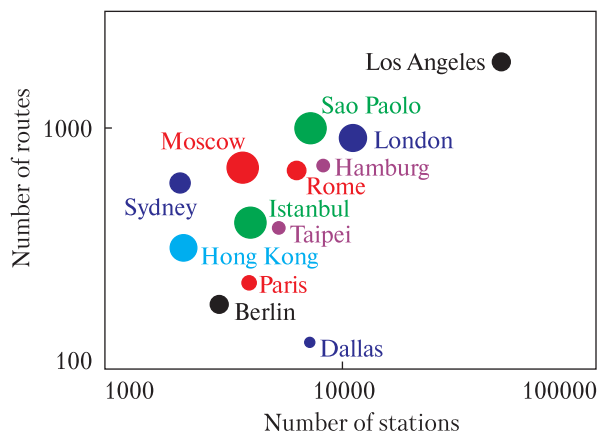 Los Angeles
Sao Paolo
1000
London
Moscow
Hamburg
Rome
Sydney
Istanbul
Taipei
Hong Kong
Paris
Berlin
Dallas
100
1000
10000
100000
Number of stations
Number of routes